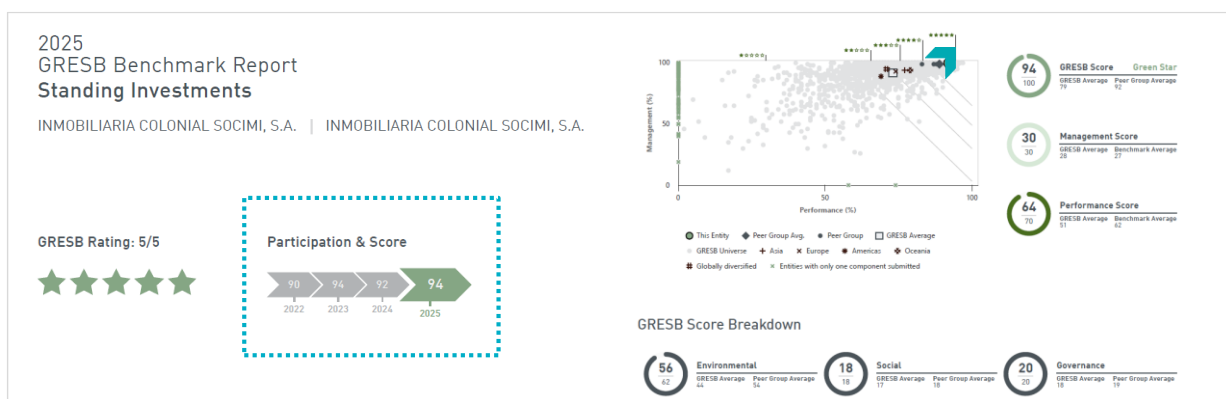 2025
GRESB Benchmark Report
Standing Investments
INMOBILIARIA COLONIAL SOCIMI, S.A. | INMOBILIARIA COLONIAL SOCIMI, S.A.
GRESB Rating: 5/5
Participation & Score
90 94 92 94
2022 2023 2024 2025
Management (%)
100
50
0
0 50 100
Performance (%)
This Entity Peer Group Avg. Peer Group GRESB Average
GRESB Universe Asia Europe Americas Oceania
Globally diversified Entities with only one component submitted
94
100
GRESB Score Green Star
GRESB Average Peer Group Average
79 92
30
30
Management Score
GRESB Average Benchmark Average
28 27
64
70
Performance Score
GRESB Average Benchmark Average
51 62
GRESB Score Breakdown
56
62
Environmental
GRESB Average Peer Group Average
44 54
18
18
Social
GRESB Average Peer Group Average
17 18
20
20
Governance
GRESB Average Peer Group Average
18 19